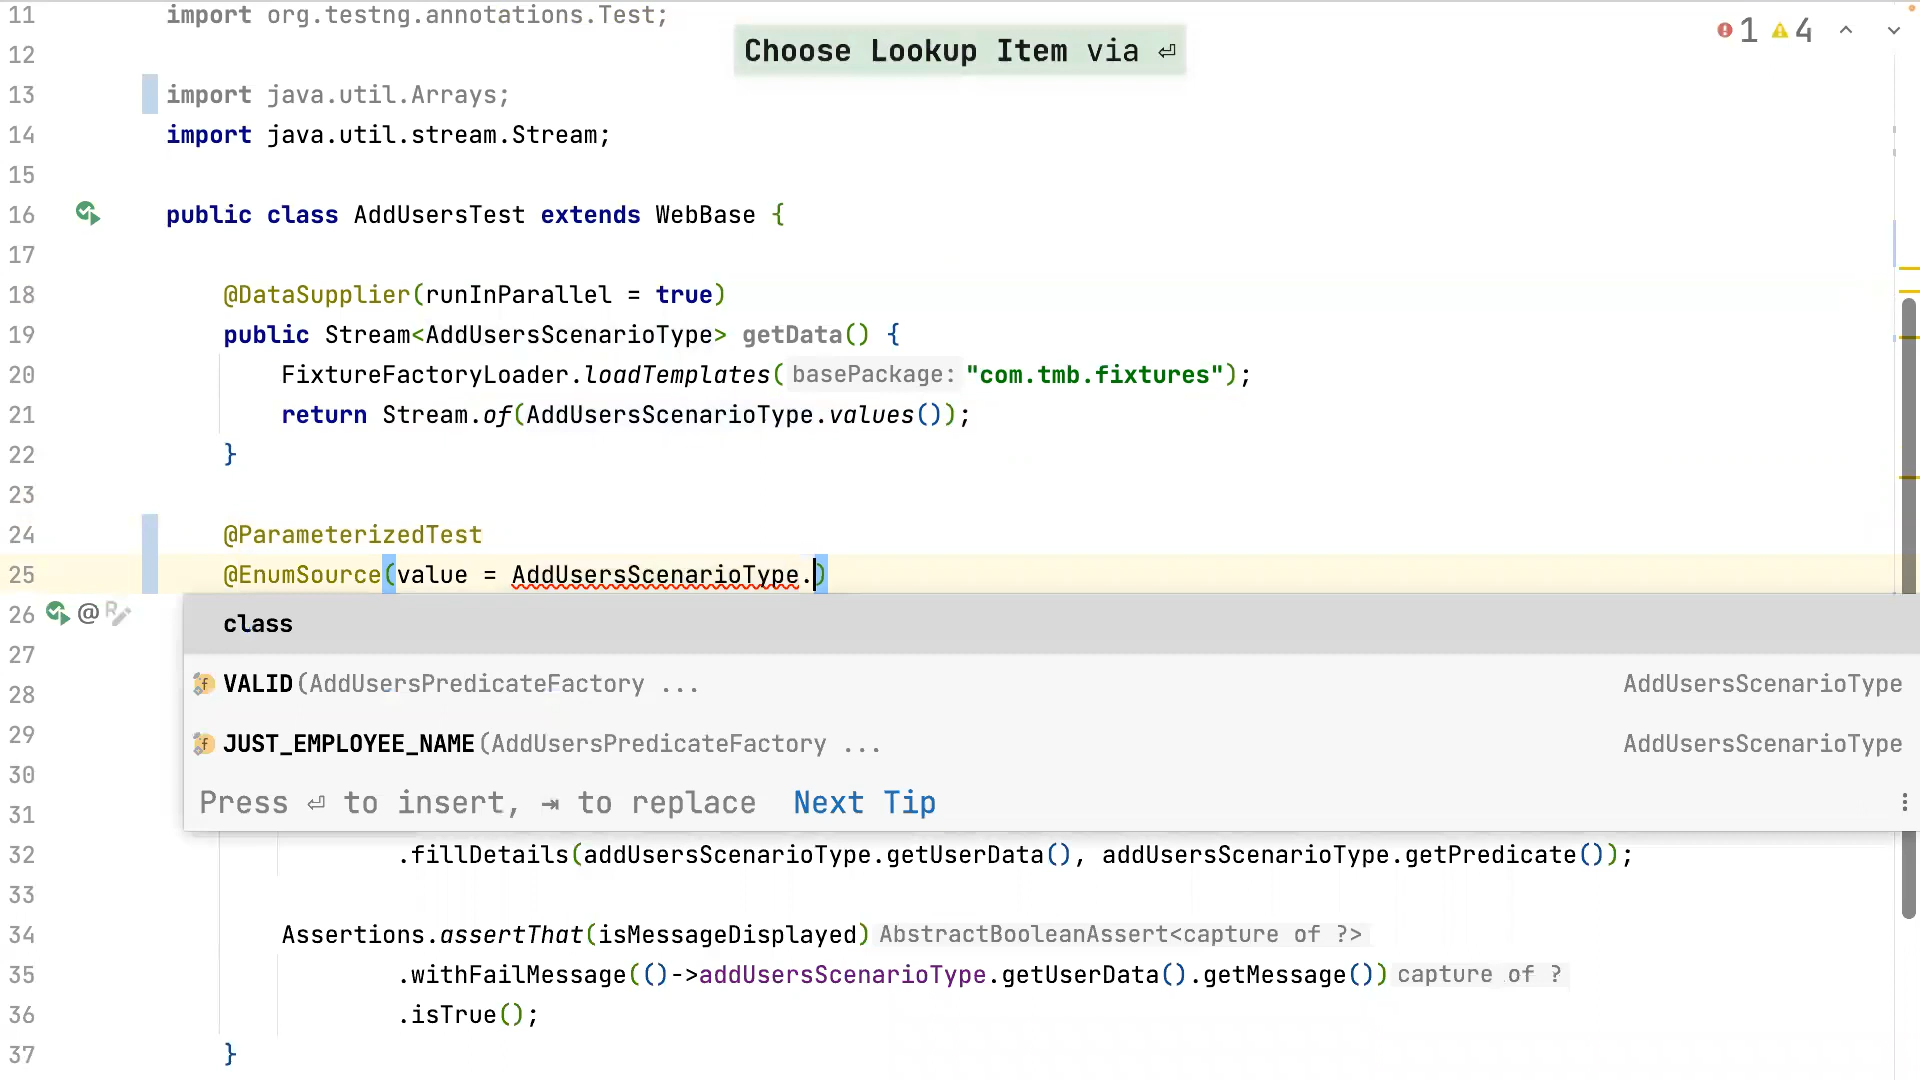 11 import org.testng.annotations.Test;
12
13 import java.util.Arrays;
14 import java.util.stream.Stream;
15
16 public class AddUsersTest extends WebBase {
17
18 @DataSupplier(runInParallel = true)
19 public Stream<AddUsersScenarioType> getData() {
20 FixtureFactoryLoader.loadTemplates( basePackage: "com.tmb.fixtures");
21 return Stream.of(AddUsersScenarioType.values());
22 }
23
24 @ParameterizedTest
25 @EnumSource(value = AddUsersScenarioType.)
26 @
27 class
28 VALID(AddUsersPredicateFactory ... AddUsersScenarioType
29 JUST_EMPLOYEE_NAME(AddUsersPredicateFactory ... AddUsersScenarioType
30
31 Press ⏎ to insert, ⇥ to replace Next Tip
32 .fillDetails(addUsersScenarioType.getUserData(), addUsersScenarioType.getPredicate());
33
34 Assertions.assertThat(isMessageDisplayed) AbstractBooleanAssert<capture of ?>
35 .withFailMessage(()->addUsersScenarioType.getUserData().getMessage()) capture of ?
36 .isTrue();
37 }
Choose Lookup Item via ⏎
1 4